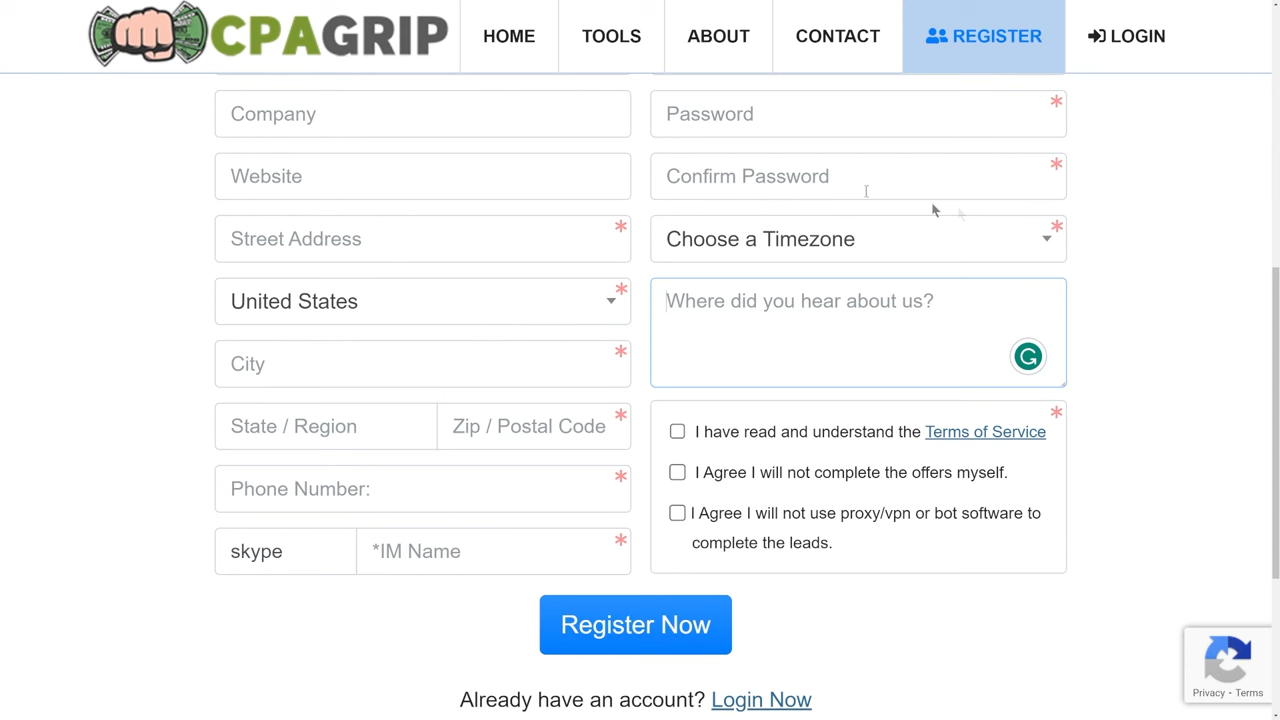 CPAGRIP HOME TOOLS ABOUT CONTACT REGISTER LOGIN
Company
Password *
Website
Confirm Password *
Street Address *
Choose a Timezone *
United States *
Where did you hear about us?
City *
State / Region
Zip / Postal Code *
Phone Number: *
skype
*IM Name *
*
I have read and understand the Terms of Service
I Agree I will not complete the offers myself.
I Agree I will not use proxy/vpn or bot software to
complete the leads.
Register Now
Already have an account? Login Now
Privacy - Terms